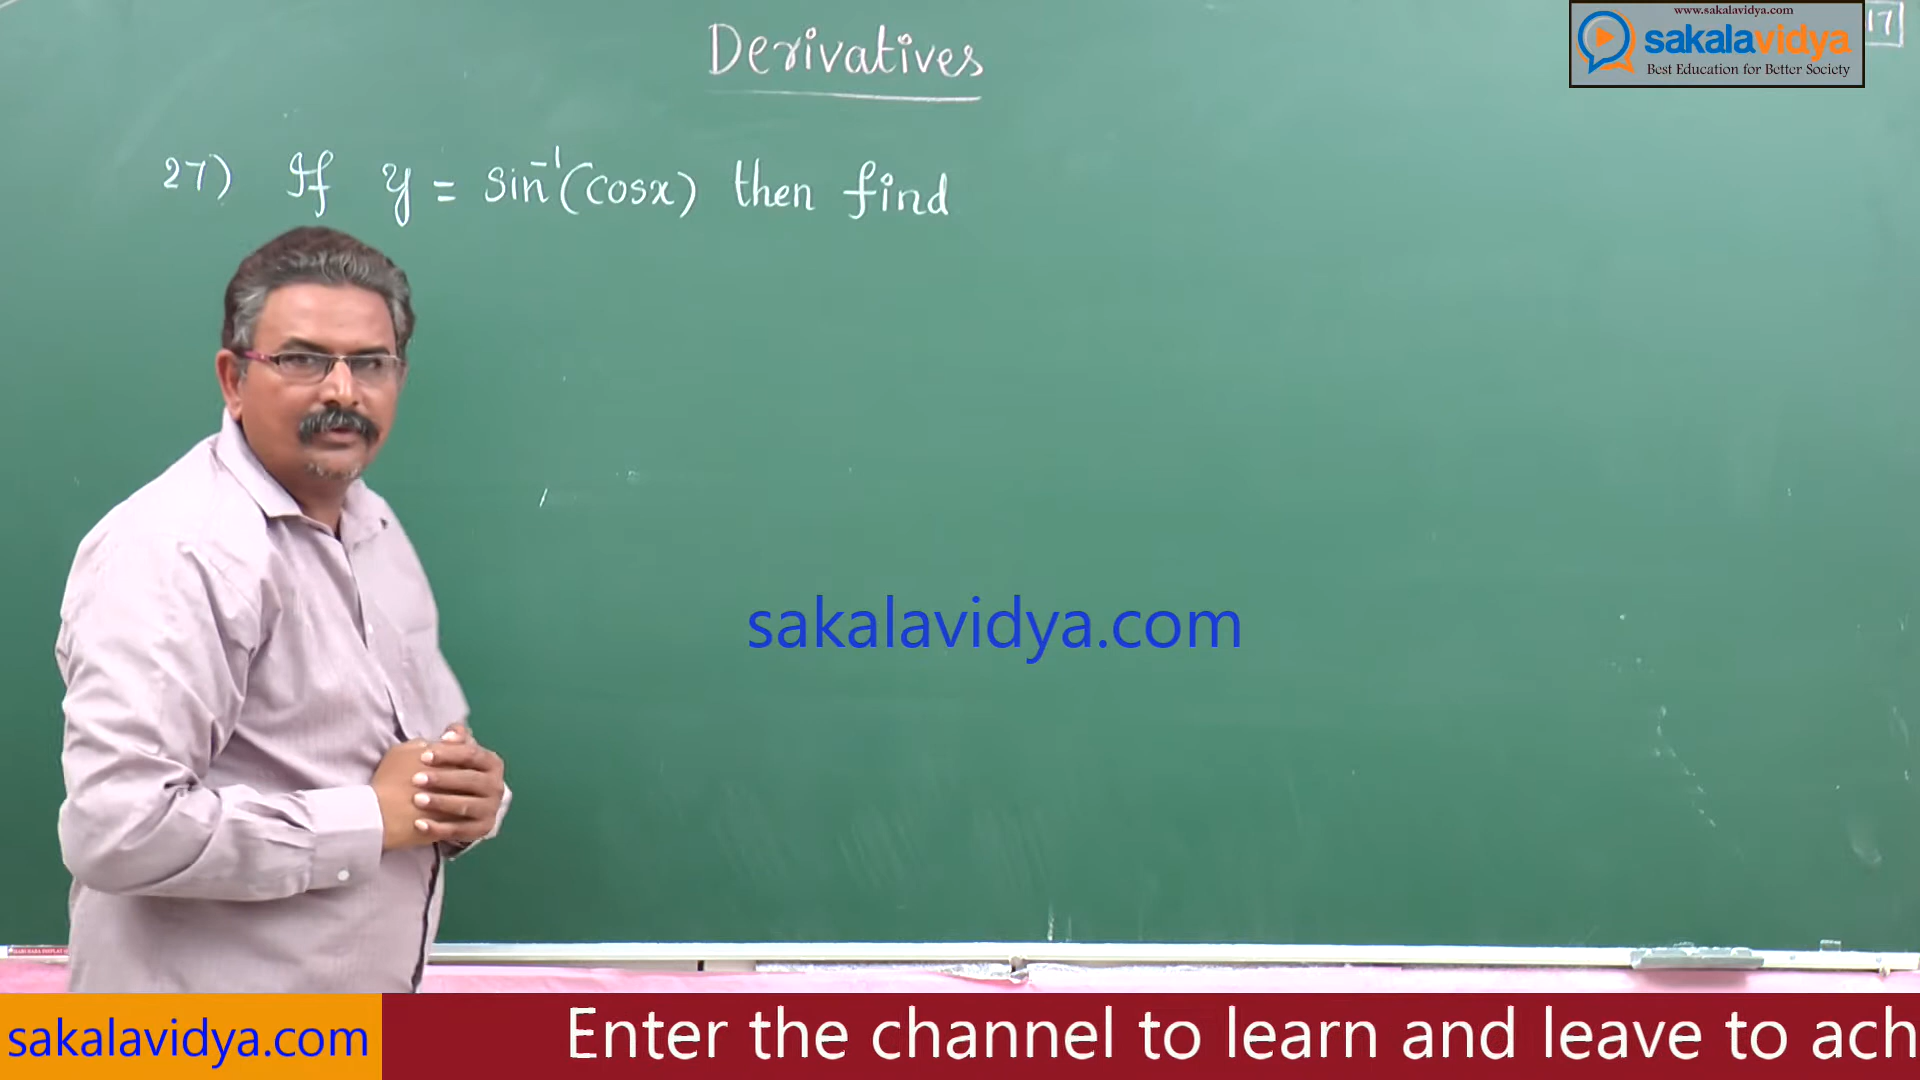 Derivatives
www.sakalavidya.com
sakalavidya
Best Education for Better Society
17
27) If y = sin⁻¹(cosx) then find
sakalavidya.com
sakalavidya.com
Enter the channel to learn and leave to ach